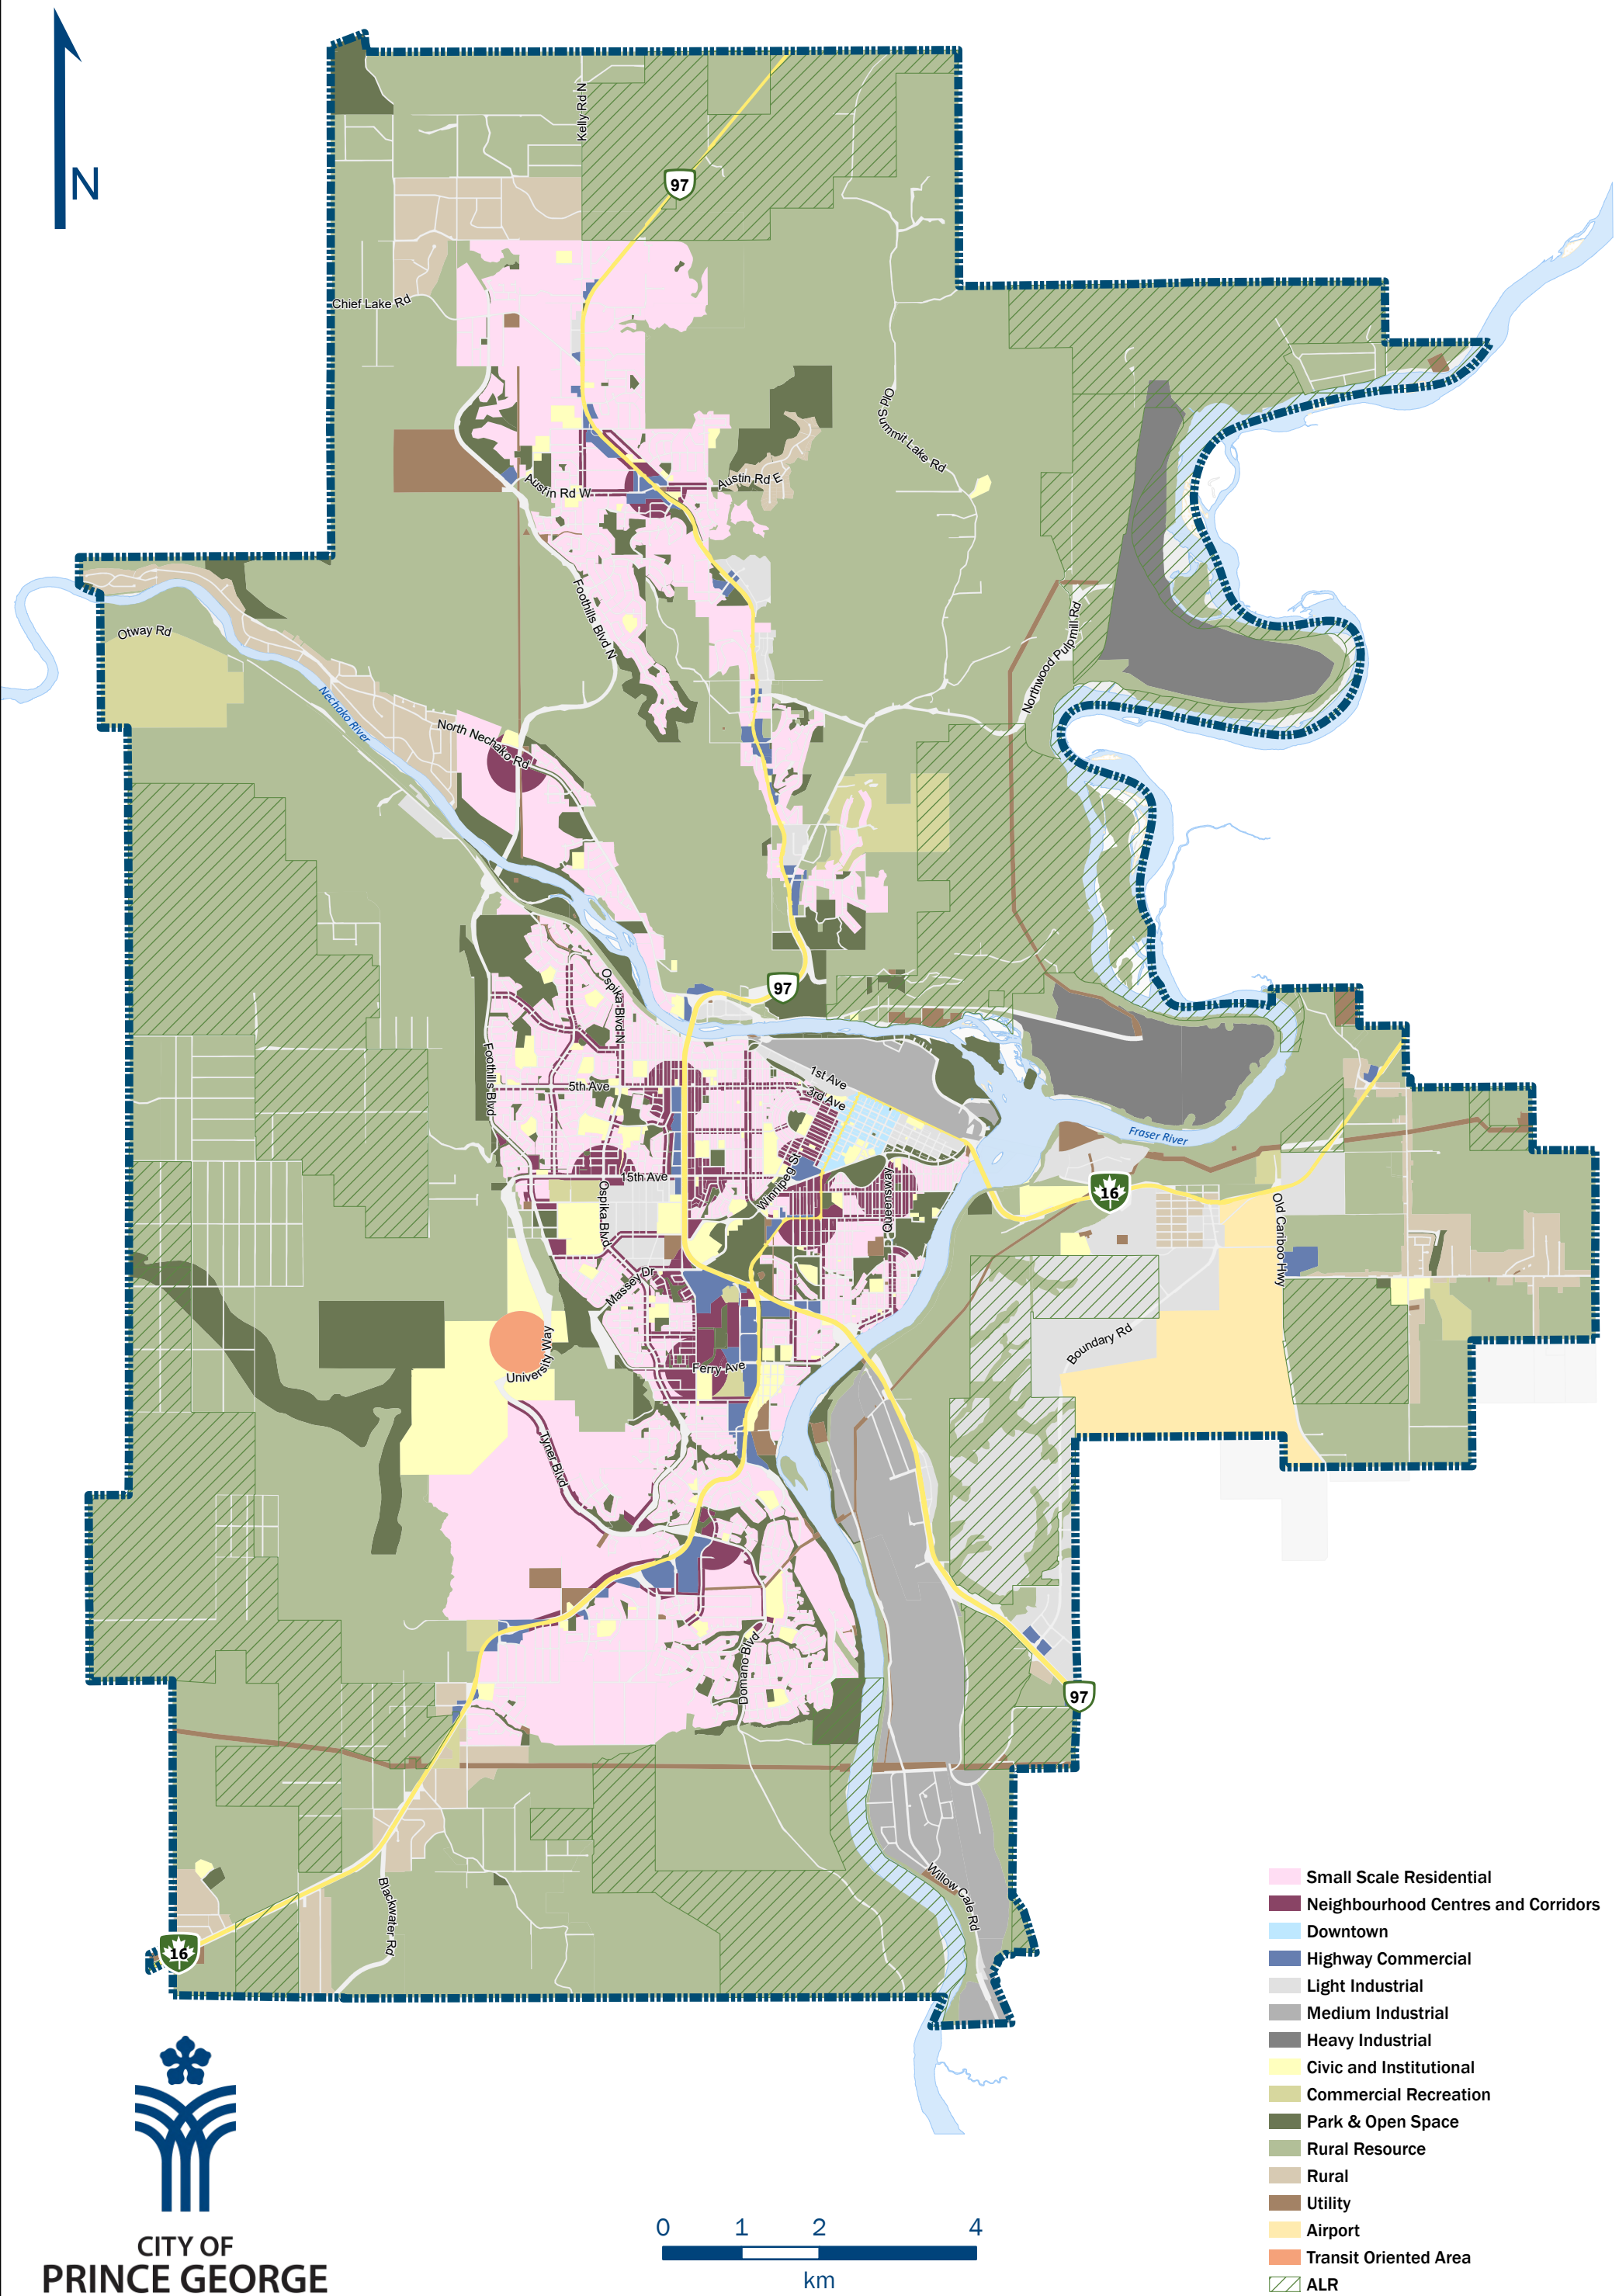 N
Kelly Rd N
97
Chief Lake Rd
Old Summit Lake Rd
Austin Rd W
Austin Rd E
Foothills Blvd N
Otway Rd
Northwood Pulpmill Rd
Nechako River
North Nechako Rd
Ospika Blvd N
97
Foothills Blvd
5th Ave
1st Ave
3rd Ave
Fraser River
15th Ave
Winnipeg St
Queensway
16
Ospika Blvd
Old Cariboo Hwy
Massey Dr
University Way
Boundary Rd
Ferry Ave
Tyner Blvd
Domano Blvd
97
Blackwater Rd
Willow Cale Rd
16
Small Scale Residential
Neighbourhood Centres and Corridors
Downtown
Highway Commercial
Light Industrial
Medium Industrial
Heavy Industrial
Civic and Institutional
Commercial Recreation
Park & Open Space
Rural Resource
Rural
Utility
Airport
Transit Oriented Area
ALR
CITY OF
PRINCE GEORGE
0 1 2 4
km